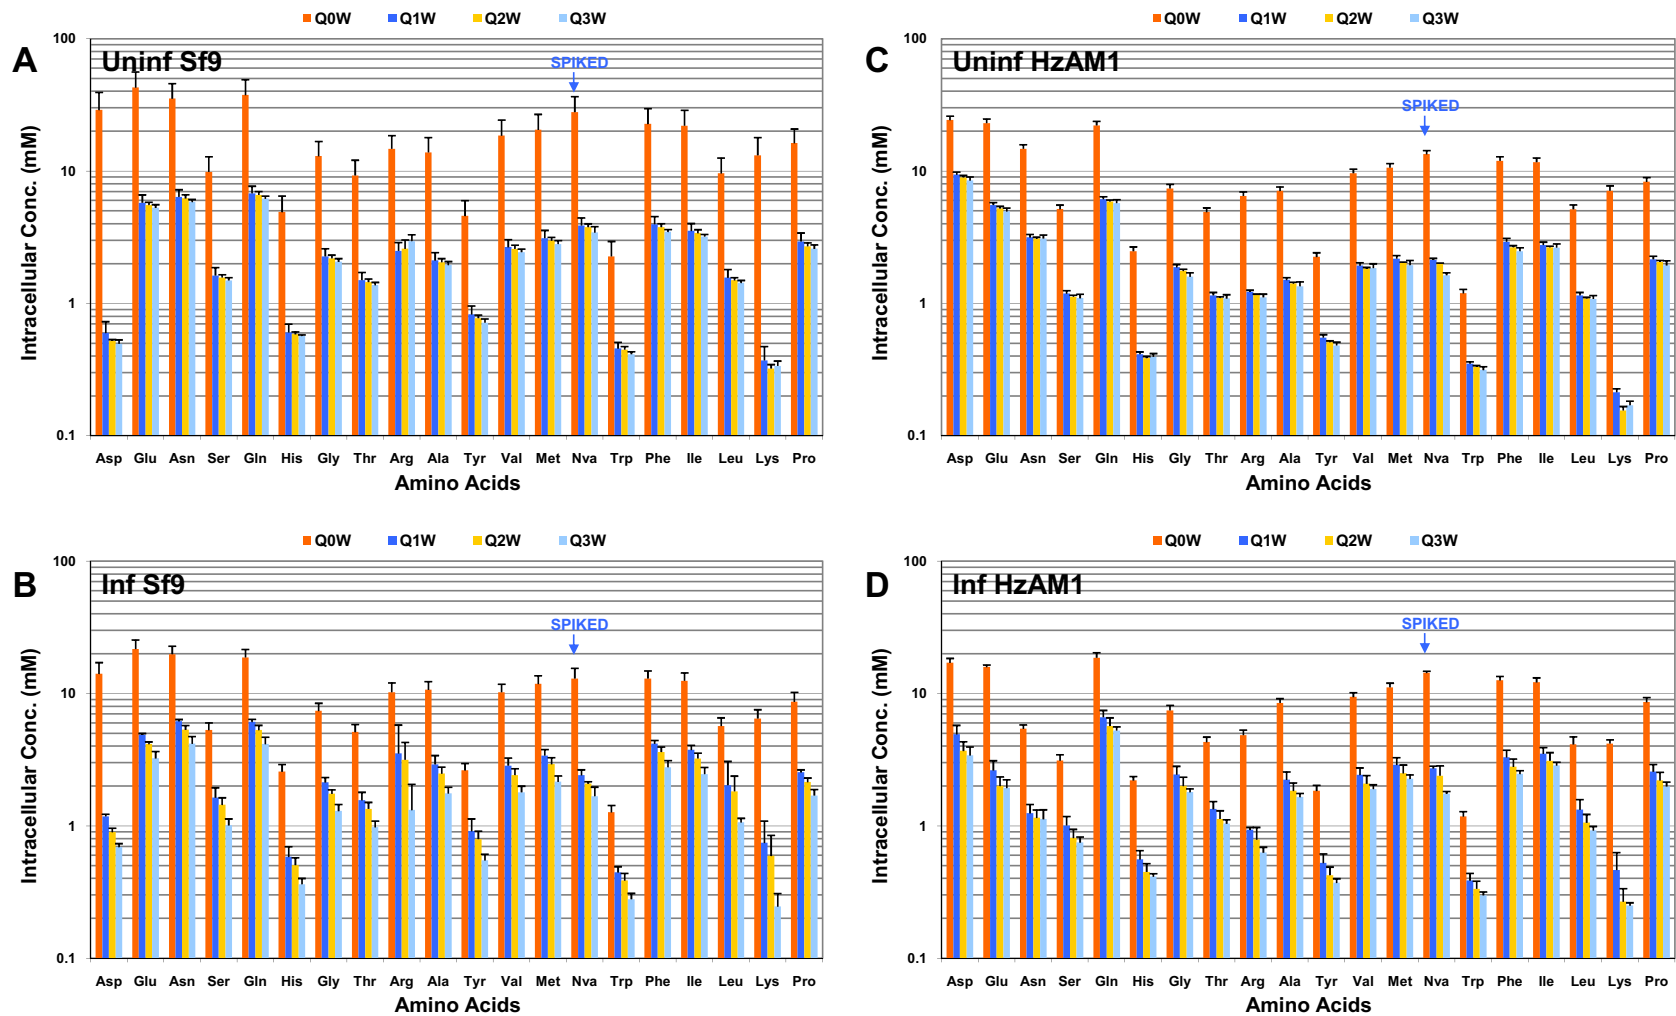 Q0W Q1W Q2W Q3W
A
Uninf Sf9
SPIKED
Intracellular Conc. (mM)
100
10
1
0.1
Asp Glu Asn Ser Gln His Gly Thr Arg Ala Tyr Val Met Nva Trp Phe Ile Leu Lys Pro
Amino Acids
Q0W Q1W Q2W Q3W
C
Uninf HzAM1
SPIKED
Intracellular Conc. (mM)
100
10
1
0.1
Asp Glu Asn Ser Gln His Gly Thr Arg Ala Tyr Val Met Nva Trp Phe Ile Leu Lys Pro
Amino Acids
Q0W Q1W Q2W Q3W
B
Inf Sf9
SPIKED
Intracellular Conc. (mM)
100
10
1
0.1
Asp Glu Asn Ser Gln His Gly Thr Arg Ala Tyr Val Met Nva Trp Phe Ile Leu Lys Pro
Amino Acids
Q0W Q1W Q2W Q3W
D
Inf HzAM1
SPIKED
Intracellular Conc. (mM)
100
10
1
0.1
Asp Glu Asn Ser Gln His Gly Thr Arg Ala Tyr Val Met Nva Trp Phe Ile Leu Lys Pro
Amino Acids